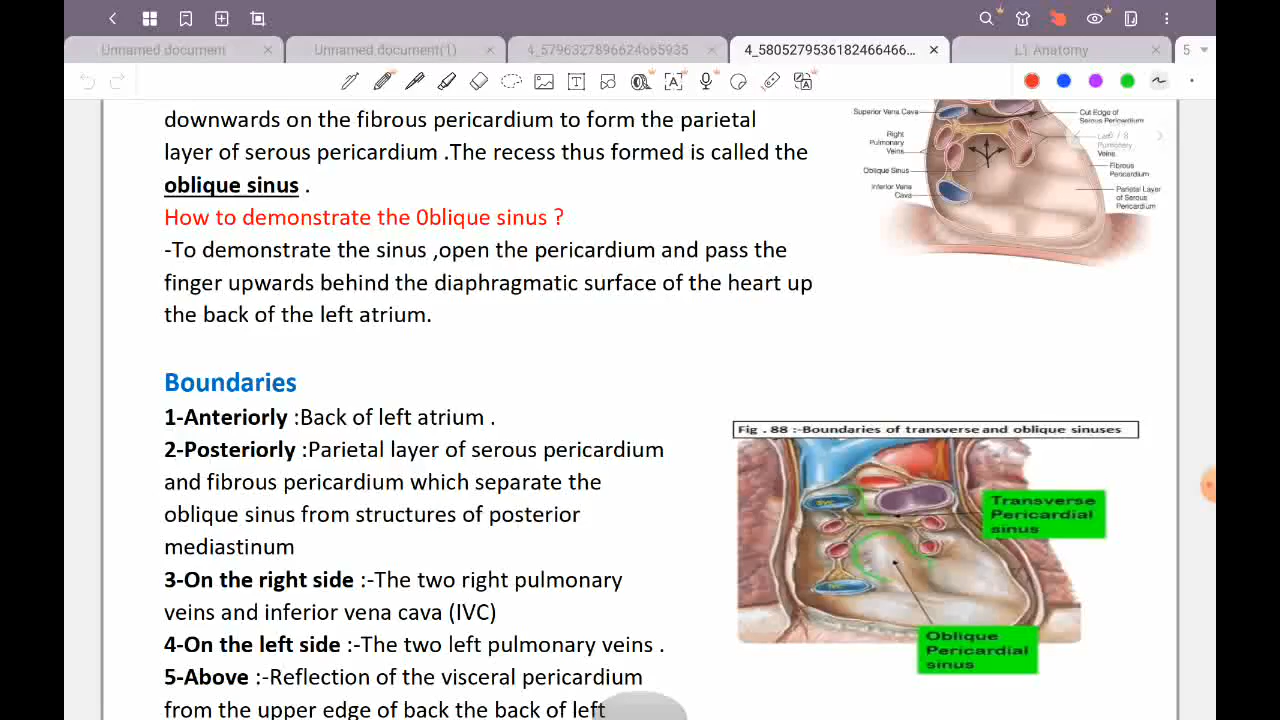 Unnamed document
Unnamed document(1)
4_5796327896624665935
4_5805279536182466466...
L1 Anatomy
5
downwards on the fibrous pericardium to form the parietal
layer of serous pericardium .The recess thus formed is called the
oblique sinus .
How to demonstrate the 0blique sinus ?
-To demonstrate the sinus ,open the pericardium and pass the
finger upwards behind the diaphragmatic surface of the heart up
the back of the left atrium.
Superior Vena Cava
Right
Pulmonary
Veins
Oblique Sinus
Inferior Vena
Cava
Cut Edge of
Serous Pericardium
Pulmonary
Veins
Fibrous
Pericardium
Parietal Layer
of Serous
Pericardium
Boundaries
1-Anteriorly :Back of left atrium .
2-Posteriorly :Parietal layer of serous pericardium
and fibrous pericardium which separate the
oblique sinus from structures of posterior
mediastinum
3-On the right side :-The two right pulmonary
veins and inferior vena cava (IVC)
4-On the left side :-The two left pulmonary veins .
5-Above :-Reflection of the visceral pericardium
from the upper edge of back the back of left
Fig . 88 :-Boundaries of transverse and oblique sinuses
SVC
Transverse
Pericardial
sinus
Oblique
Pericardial
sinus